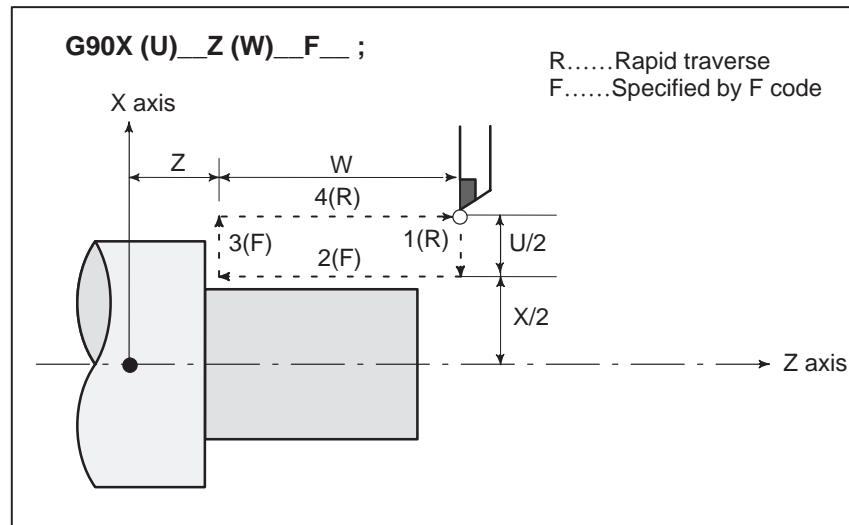 G90X (U)__Z (W)__F__ ;
R......Rapid traverse
F......Specified by F code
X axis
Z
W
4(R)
3(F)
1(R)
U/2
2(F)
X/2
Z axis